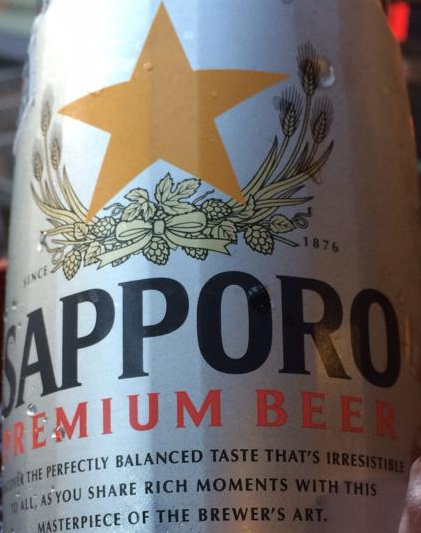 SINCE 1876
SAPPORO
PREMIUM BEER
THE PERFECTLY BALANCED TASTE THAT'S IRRESISTIBLE
ALL, AS YOU SHARE RICH MOMENTS WITH THIS
MASTERPIECE OF THE BREWER'S ART.